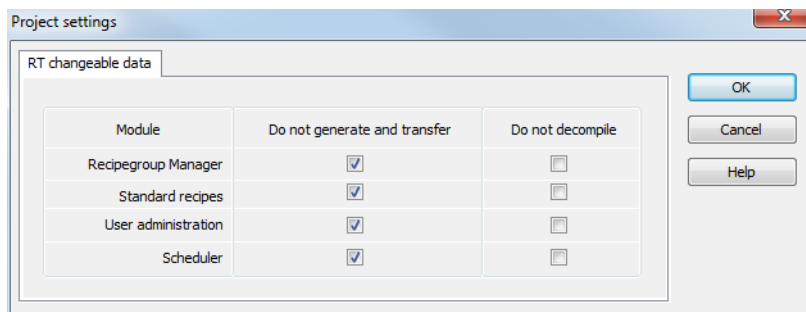 Project settings
RT changeable data
OK
Module Do not generate and transfer Do not decompile
Cancel
Recipegroup Manager
Help
Standard recipes
User administration
Scheduler